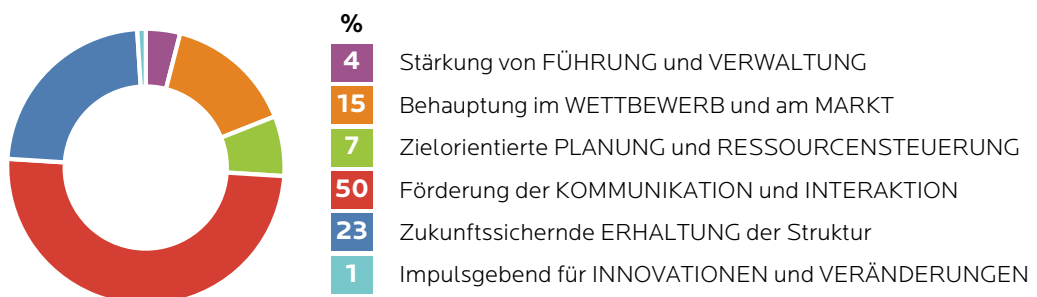 %
4 Stärkung von FÜHRUNG und VERWALTUNG
15 Behauptung im WETTBEWERB und am MARKT
7 Zielorientierte PLANUNG und RESSOURCENSTEUERUNG
50 Förderung der KOMMUNIKATION und INTERAKTION
23 Zukunftssichernde ERHALTUNG der Struktur
1 Impulsgebend für INNOVATIONEN und VERÄNDERUNGEN